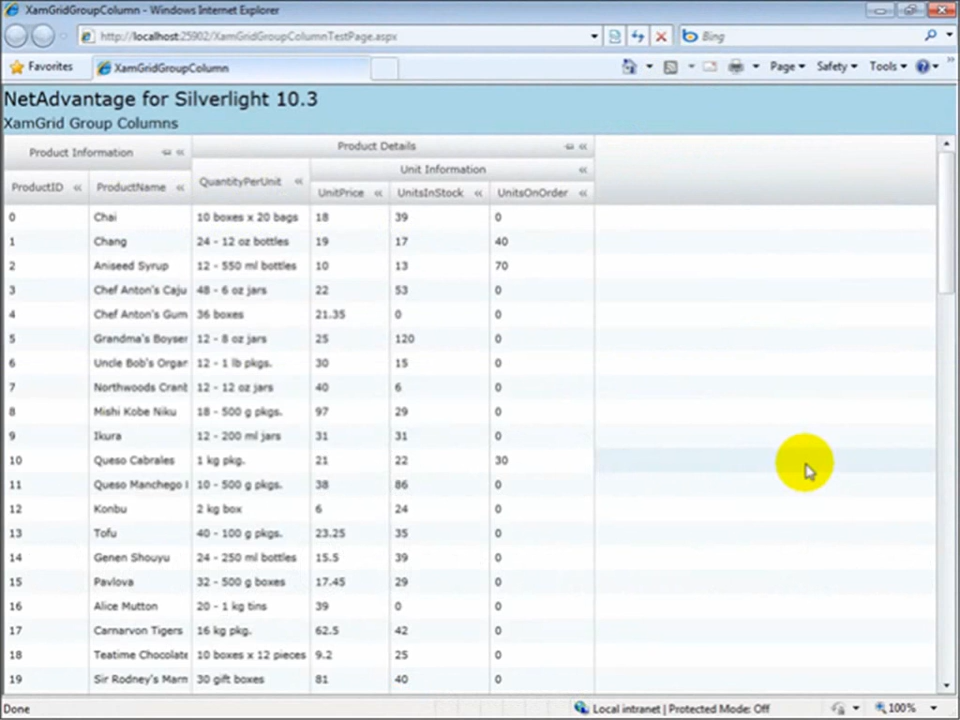 XamGridGroupColumn - Windows Internet Explorer
http://localhost:25902/XamGridGroupColumnTestPage.aspx Bing
Favorites XamGridGroupColumn Page Safety Tools
NetAdvantage for Silverlight 10.3
XamGrid Group Columns
Product Information Product Details
Unit Information
ProductID ProductName QuantityPerUnit UnitPrice UnitsInStock UnitsOnOrder
0 Chai 10 boxes x 20 bags 18 39 0
1 Chang 24 - 12 oz bottles 19 17 40
2 Aniseed Syrup 12 - 550 ml bottles 10 13 70
3 Chef Anton's Caju 48 - 6 oz jars 22 53 0
4 Chef Anton's Gum 36 boxes 21.35 0 0
5 Grandma's Boyser 12 - 8 oz jars 25 120 0
6 Uncle Bob's Organ 12 - 1 lb pkgs. 30 15 0
7 Northwoods Cranb 12 - 12 oz jars 40 6 0
8 Mishi Kobe Niku 18 - 500 g pkgs. 97 29 0
9 Ikura 12 - 200 ml jars 31 31 0
10 Queso Cabrales 1 kg pkg. 21 22 30
11 Queso Manchego 10 - 500 g pkgs. 38 86 0
12 Konbu 2 kg box 6 24 0
13 Tofu 40 - 100 g pkgs. 23.25 35 0
14 Genen Shouyu 24 - 250 ml bottles 15.5 39 0
15 Pavlova 32 - 500 g boxes 17.45 29 0
16 Alice Mutton 20 - 1 kg tins 39 0 0
17 Carnarvon Tigers 16 kg pkg. 62.5 42 0
18 Teatime Chocolate 10 boxes x 12 pieces 9.2 25 0
19 Sir Rodney's Marm 30 gift boxes 81 40 0
Done Local intranet | Protected Mode: Off 100%